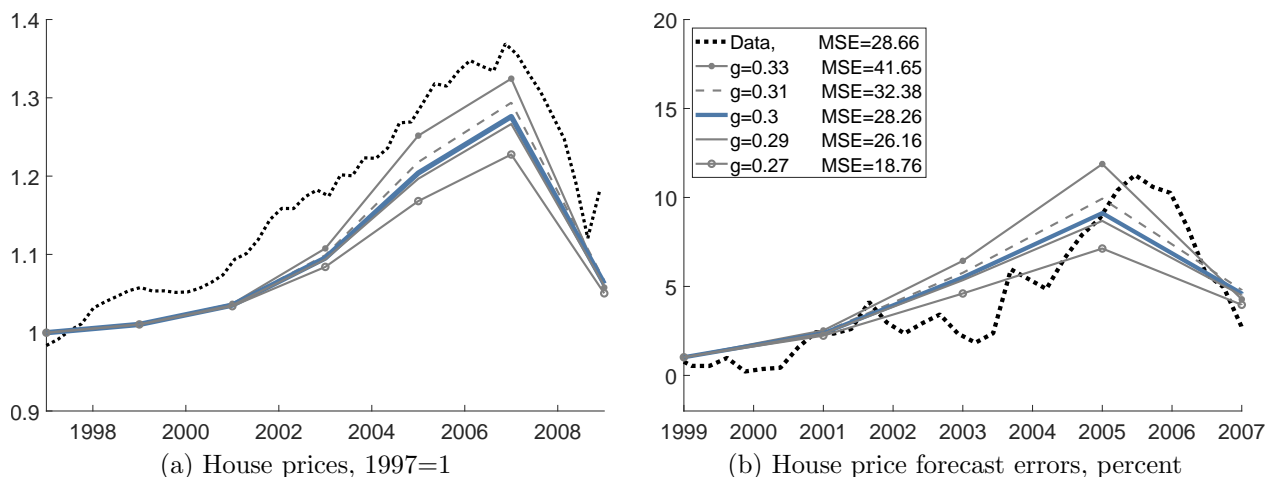 1.4
1.3
1.2
1.1
1
0.9
1998 2000 2002 2004 2006 2008
(a) House prices, 1997=1
20
15
10
5
0
Data, MSE=28.66
g=0.33 MSE=41.65
g=0.31 MSE=32.38
g=0.3 MSE=28.26
g=0.29 MSE=26.16
g=0.27 MSE=18.76
1999 2000 2001 2002 2003 2004 2005 2006 2007
(b) House price forecast errors, percent